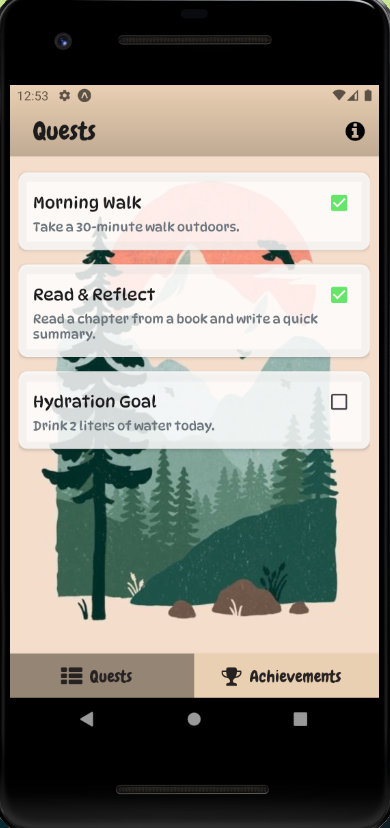 12:53
Quests
Morning Walk
Take a 30-minute walk outdoors.
Read & Reflect
Read a chapter from a book and write a quick
summary.
Hydration Goal
Drink 2 liters of water today.
Quests
Achievements